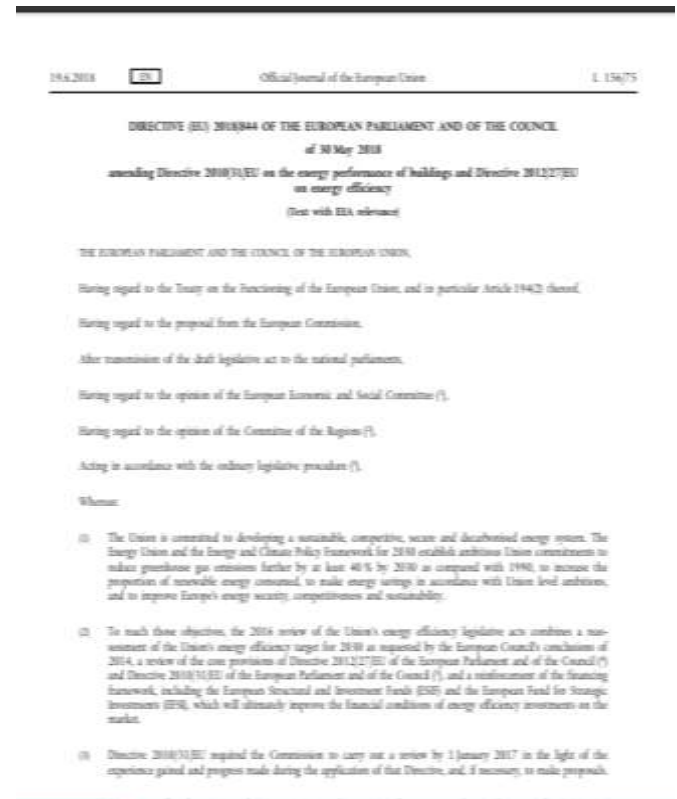 19.6.2018 EN Official Journal of the European Union L 156/75
DIRECTIVE (EU) 2018/844 OF THE EUROPEAN PARLIAMENT AND OF THE COUNCIL
of 30 May 2018
amending Directive 2010/31/EU on the energy performance of buildings and Directive 2012/27/EU
on energy efficiency
(Text with EEA relevance)
THE EUROPEAN PARLIAMENT AND THE COUNCIL OF THE EUROPEAN UNION,
Having regard to the Treaty on the Functioning of the European Union, and in particular Article 194(2) thereof,
Having regard to the proposal from the European Commission,
After transmission of the draft legislative act to the national parliaments,
Having regard to the opinion of the European Economic and Social Committee (),
Having regard to the opinion of the Committee of the Regions (),
Acting in accordance with the ordinary legislative procedure (),
Whereas:
(1) The Union is committed to developing a sustainable, competitive, secure and decarbonised energy system. The
Energy Union and the Energy and Climate Policy Framework for 2030 establish ambitious Union commitments to
reduce greenhouse gas emissions further by at least 40 % by 2030 as compared with 1990, to increase the
proportion of renewable energy consumed, to make energy savings in accordance with Union level ambitions,
and to improve Europe's energy security, competitiveness and sustainability.
(2) To reach those objectives, the 2016 review of the Union's energy efficiency legislative acts combines a reas-
sessment of the Union's energy efficiency target for 2030 as requested by the European Council's conclusions of
2014, a review of the core provisions of Directive 2012/27/EU of the European Parliament and of the Council ()
and Directive 2010/31/EU of the European Parliament and of the Council (), and a reinforcement of the financing
framework, including the European Structural and Investment Funds (ESIF) and the European Fund for Strategic
Investments (EFSI), which will ultimately improve the financial conditions of energy efficiency investments on the
market.
(3) Directive 2010/31/EU required the Commission to carry out a review by 1 January 2017 in the light of the
experience gained and progress made during the application of that Directive, and, if necessary, to make proposals.